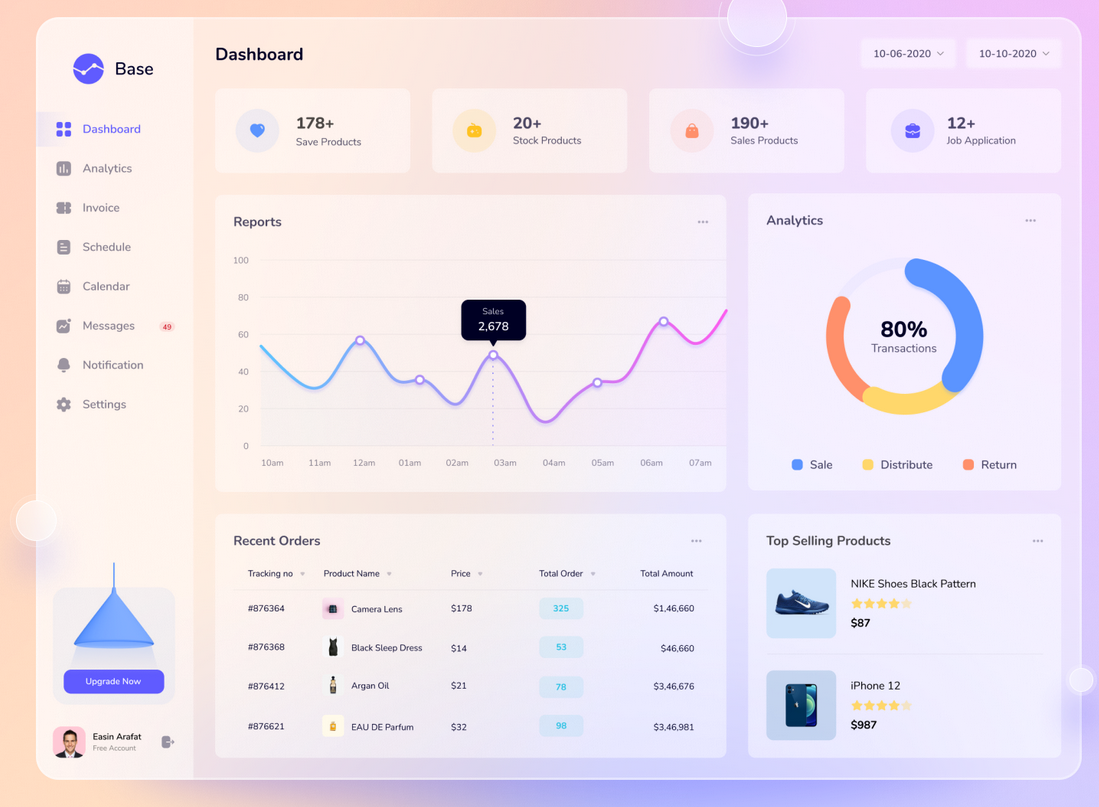 Base
Dashboard
Analytics
Invoice
Schedule
Calendar
Messages 49
Notification
Settings
Upgrade Now
Easin Arafat
Free Account
Dashboard
10-06-2020
10-10-2020
178+
Save Products
20+
Stock Products
190+
Sales Products
12+
Job Application
Reports
100
80
60
40
20
0
Sales
2,678
10am 11am 12am 01am 02am 03am 04am 05am 06am 07am
Analytics
80%
Transactions
Sale Distribute Return
Recent Orders
Tracking no Product Name Price Total Order Total Amount
#876364 Camera Lens $178 325 $1,46,660
#876368 Black Sleep Dress $14 53 $46,660
#876412 Argan Oil $21 78 $3,46,676
#876621 EAU DE Parfum $32 98 $3,46,981
Top Selling Products
NIKE Shoes Black Pattern
$87
iPhone 12
$987